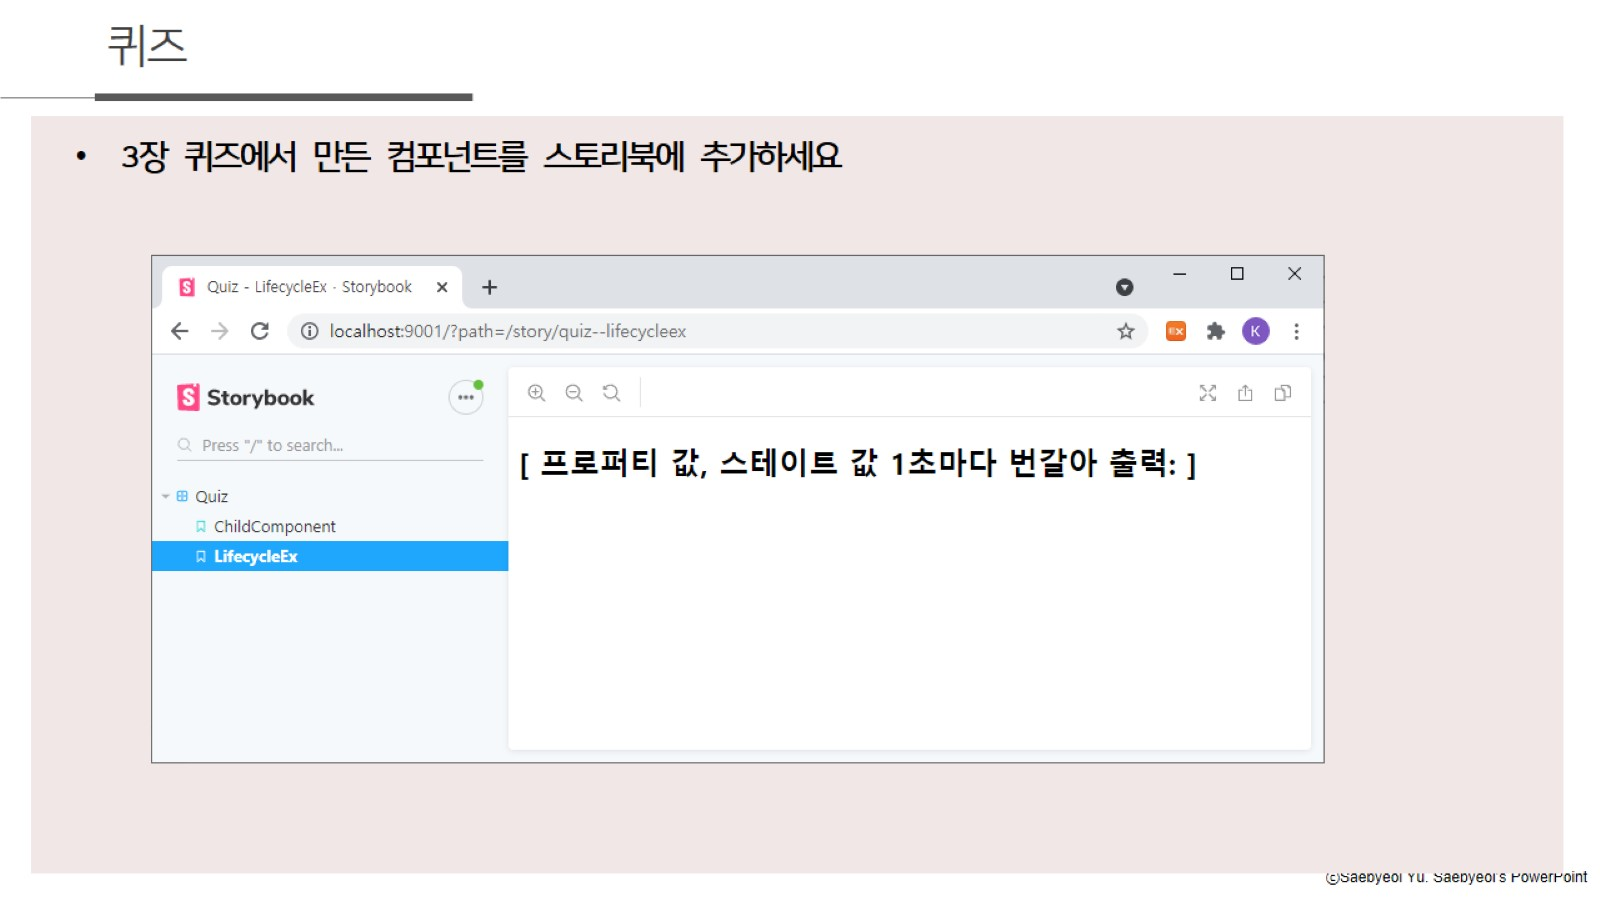 퀴즈
• 3장 퀴즈에서 만든 컴포넌트를 스토리북에 추가하세요
Quiz - LifecycleEx · Storybook
localhost:9001/?path=/story/quiz--lifecycleex
EX
K
S Storybook
Press "/" to search...
Quiz
ChildComponent
LifecycleEx
[ 프로퍼티 값, 스테이트 값 1초마다 번갈아 출력: ]
ⓒSaebyeol Yu. Saebyeol's PowerPoint